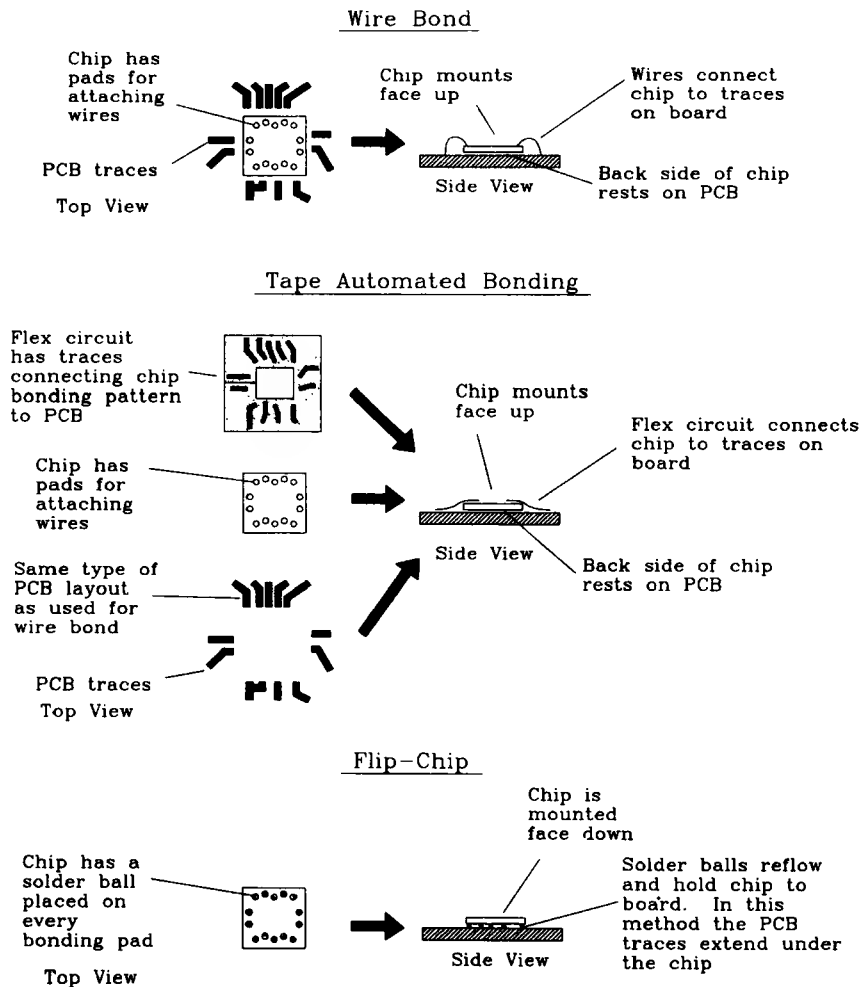 Wire Bond
Chip has
pads for
attaching
wires
PCB traces
Top View
Chip mounts
face up
Side View
Wires connect
chip to traces
on board
Back side of chip
rests on PCB
Tape Automated Bonding
Flex circuit
has traces
connecting chip
bonding pattern
to PCB
Chip has
pads for
attaching
wires
Same type of
PCB layout
as used for
wire bond
PCB traces
Top View
Chip mounts
face up
Side View
Flex circuit connects
chip to traces on
board
Back side of chip
rests on PCB
Flip-Chip
Chip has a
solder ball
placed on
every
bonding pad
Top View
Chip is
mounted
face down
Side View
Solder balls reflow
and hold chip to
board. In this
method the PCB
traces extend under
the chip